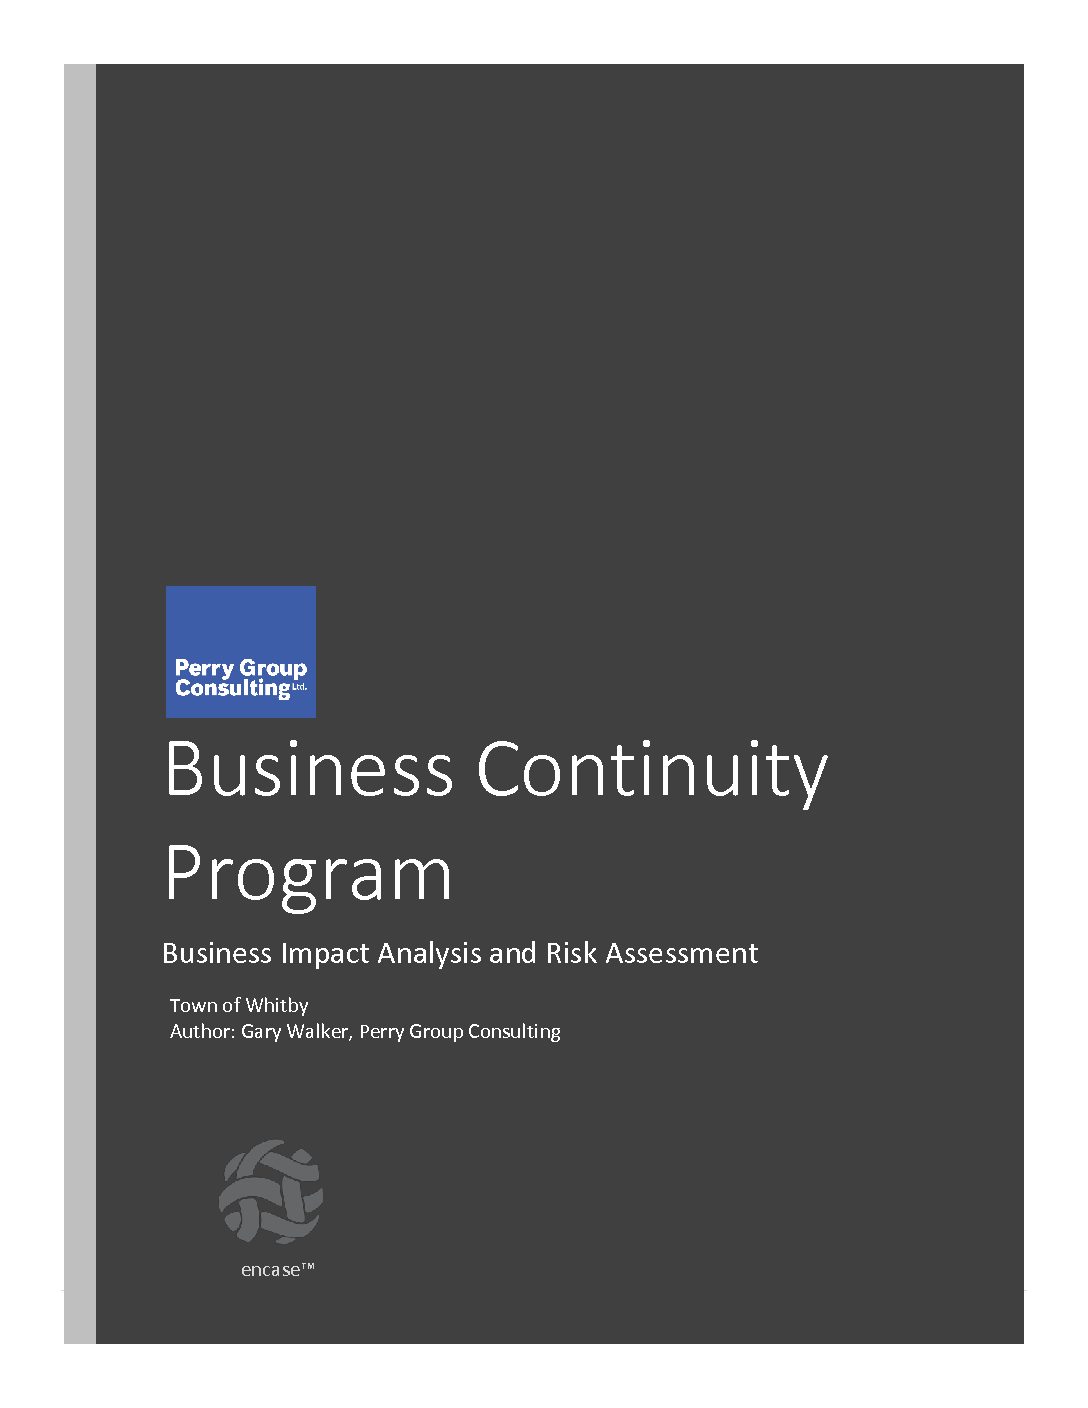 Perry Group
Consulting Ltd.
Business Continuity
Program
Business Impact Analysis and Risk Assessment
Town of Whitby
Author: Gary Walker, Perry Group Consulting
encase™